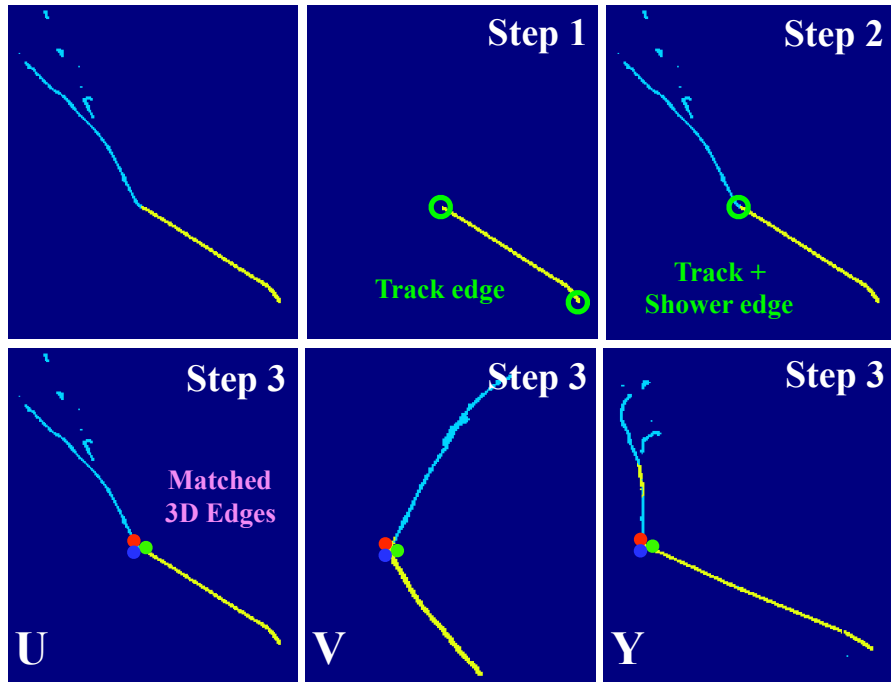 Step 1
Step 2
Track edge
Track +
Shower edge
Step 3
Step 3
Step 3
Matched
3D Edges
U
V
Y